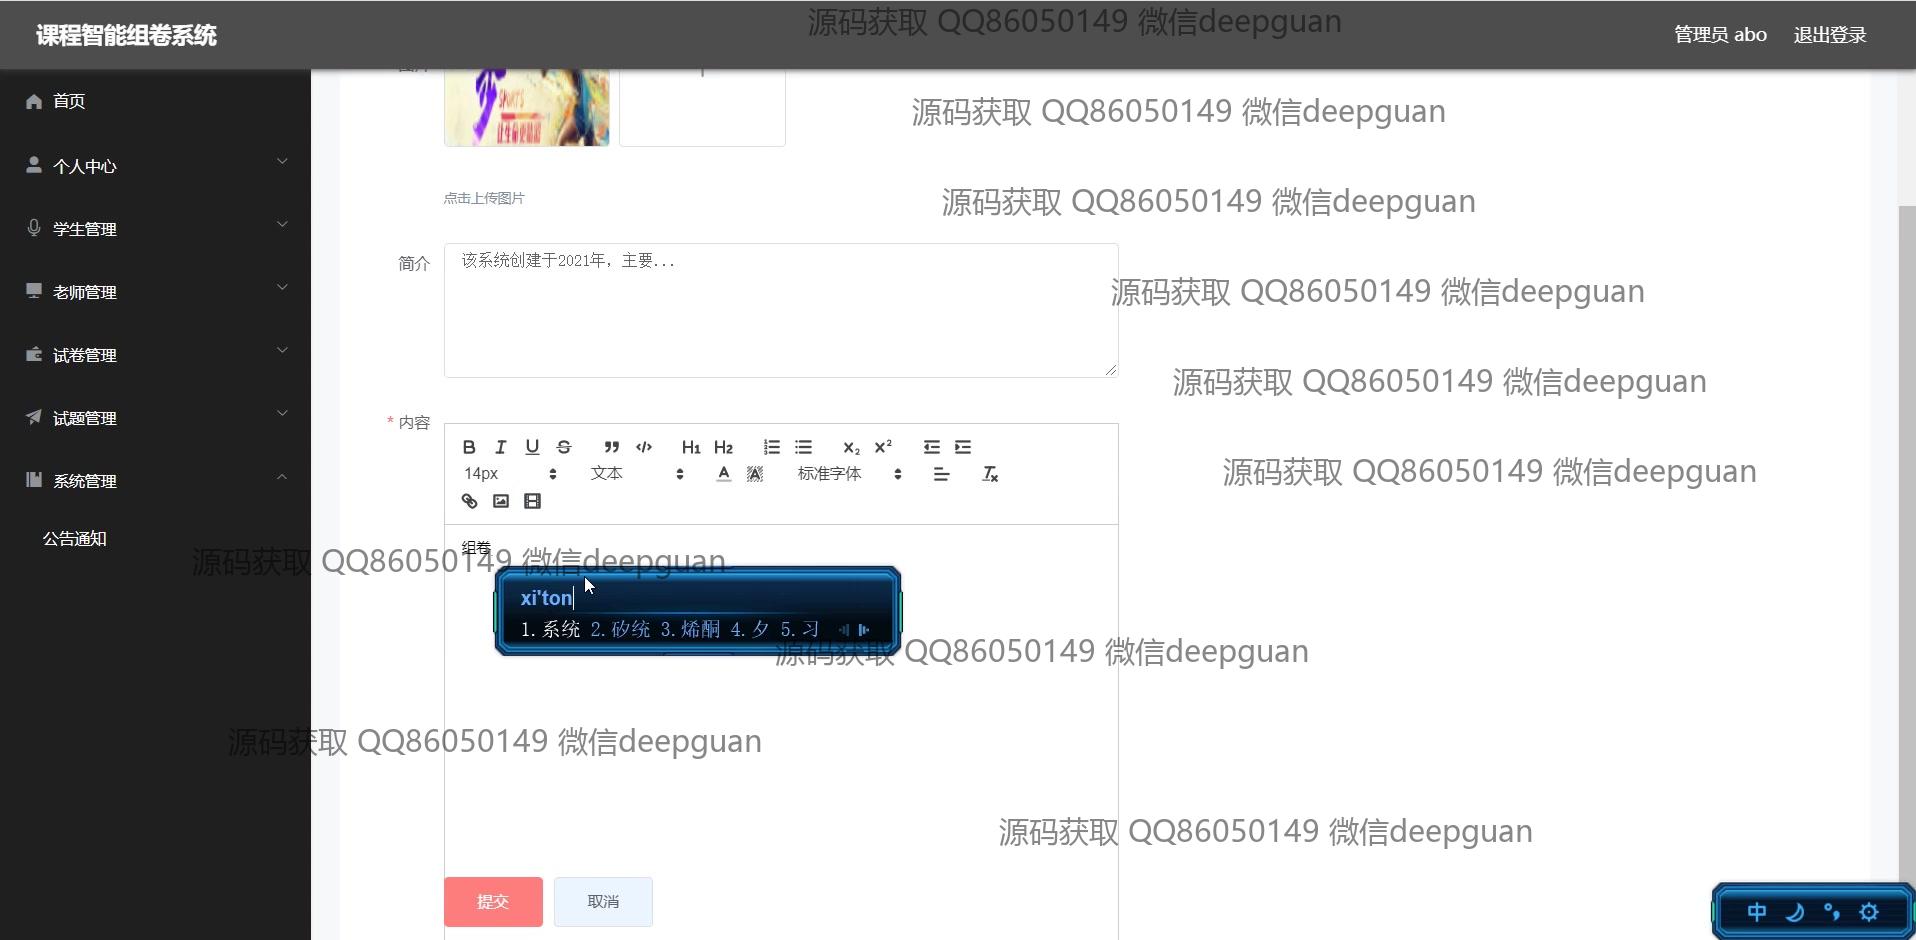 课程智能组卷系统
源码获取 QQ86050149 微信deepguan
管理员 abo
退出登录
首页
SPORTS
让生命更精彩
源码获取 QQ86050149 微信deepguan
个人中心
点击上传图片
源码获取 QQ86050149 微信deepguan
学生管理
简介
该系统创建于2021年，主要...
老师管理
源码获取 QQ86050149 微信deepguan
试卷管理
源码获取 QQ86050149 微信deepguan
试题管理
* 内容
B I U S H1 H2 X2 X2
14px 文本 A A 标准字体 Tx
源码获取 QQ86050149 微信deepguan
系统管理
公告通知
组卷
源码获取 QQ86050149 微信deepguan
xi'ton
1.系统 2.矽统 3.烯酮 4.夕 5.习
源码获取 QQ86050149 微信deepguan
源码获取 QQ86050149 微信deepguan
源码获取 QQ86050149 微信deepguan
提交
取消
中